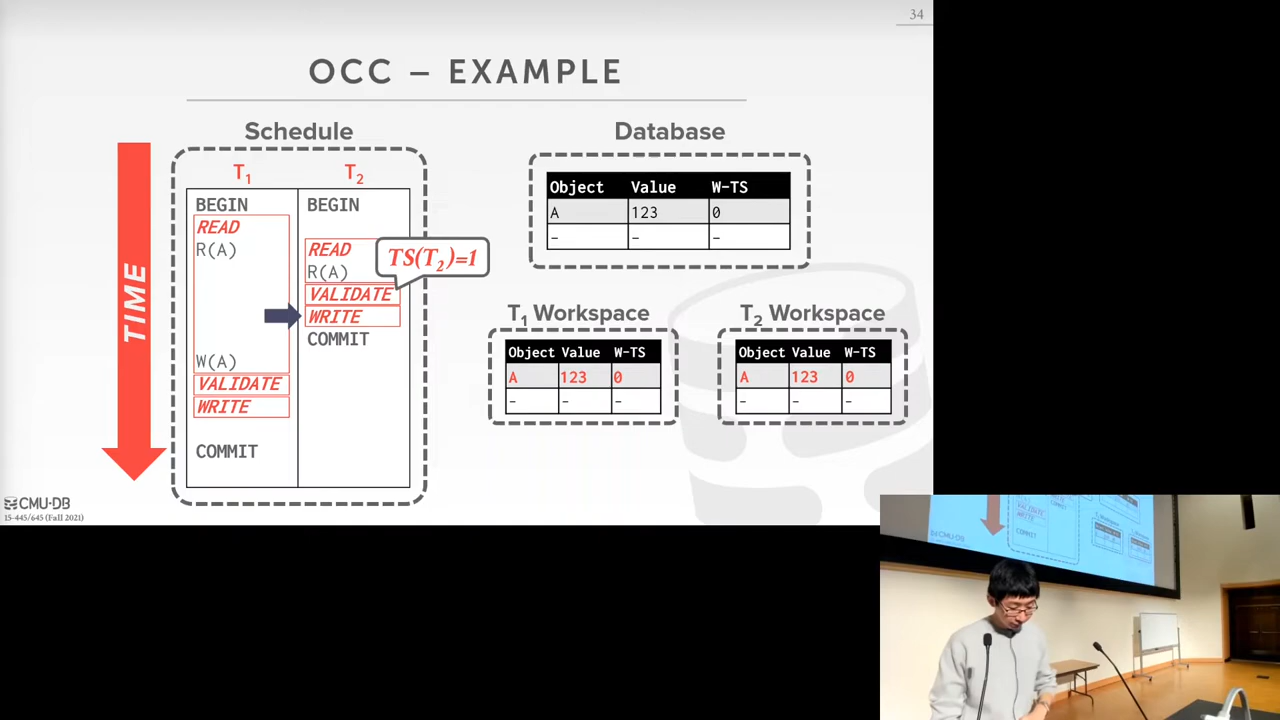 34
OCC – EXAMPLE
Schedule
Database
TIME
T1 T2
BEGIN BEGIN
READ
R(A) READ
R(A)
TS(T2)=1
VALIDATE
WRITE
COMMIT
W(A)
VALIDATE
WRITE
COMMIT
Object Value W-TS
A 123 0
– – –
T1 Workspace
Object Value W-TS
A 123 0
– – –
T2 Workspace
Object Value W-TS
A 123 0
– – –
CMU·DB
15-445/645 (Fall 2021)